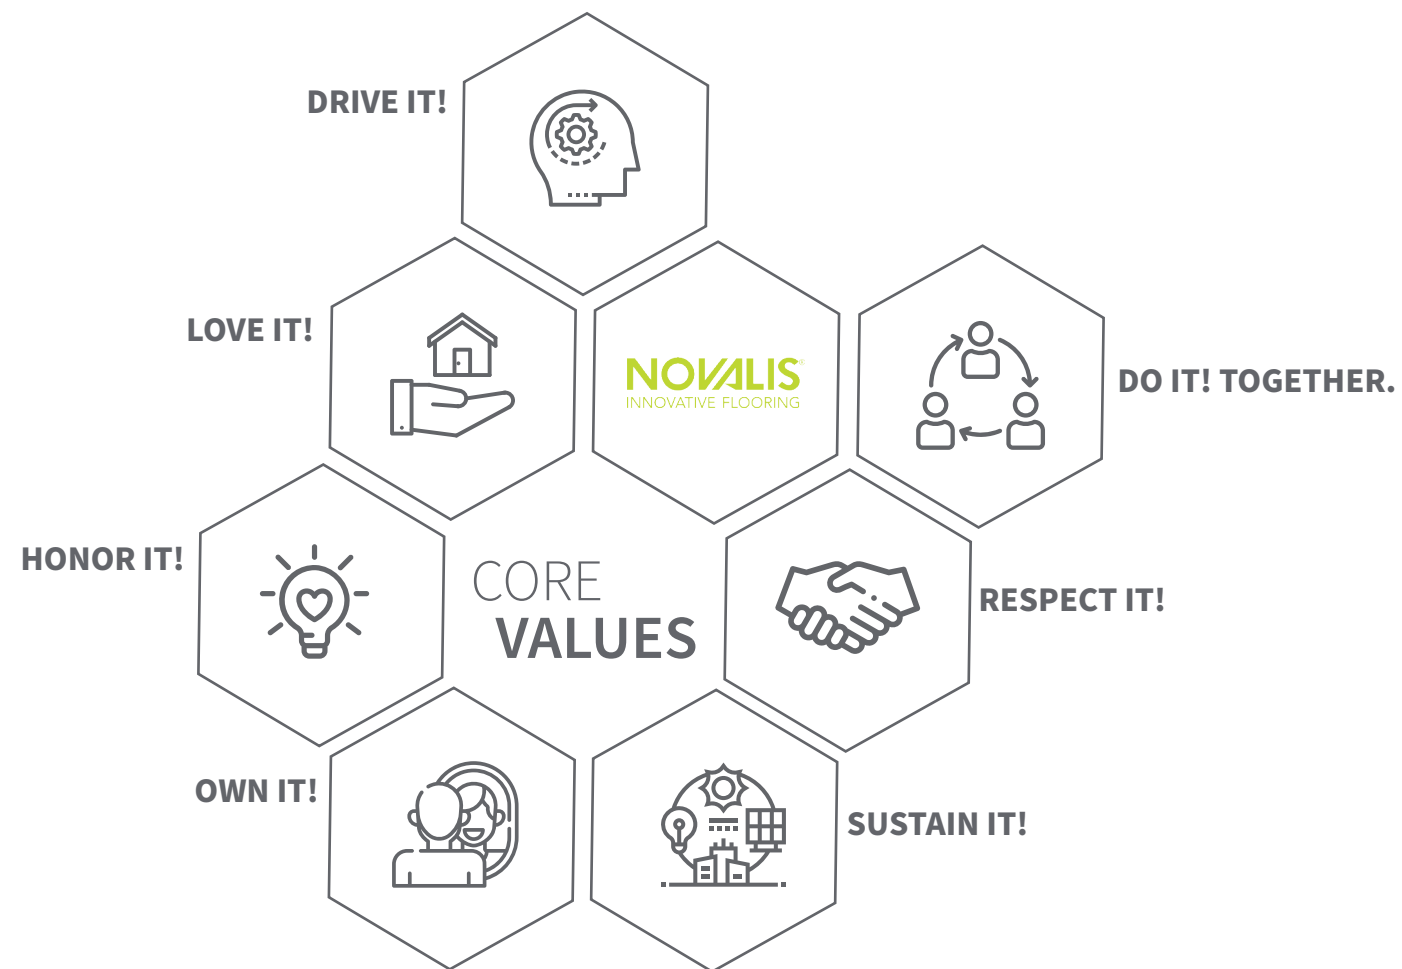 DRIVE IT!
LOVE IT!
NOVALIS®
INNOVATIVE FLOORING
DO IT! TOGETHER.
HONOR IT!
CORE
VALUES
RESPECT IT!
OWN IT!
SUSTAIN IT!